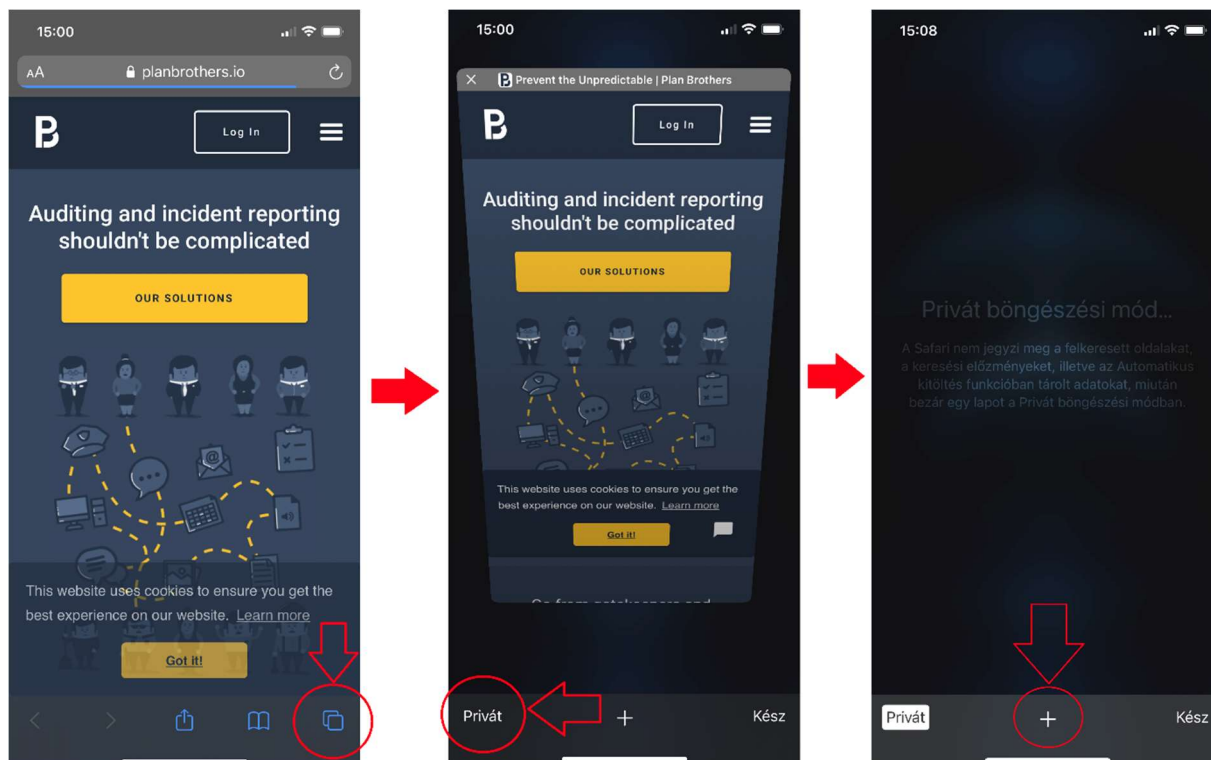 15:00
AA planbrothers.io
B
Log In
Auditing and incident reporting
shouldn't be complicated
OUR SOLUTIONS
This website uses cookies to ensure you get the
best experience on our website. Learn more
Got it!
15:00
Prevent the Unpredictable | Plan Brothers
B
Log In
Auditing and incident reporting
shouldn't be complicated
OUR SOLUTIONS
This website uses cookies to ensure you get the
best experience on our website. Learn more
Got it!
Privát
Kész
15:08
Privát böngészési mód...
A Safari nem jegyzi meg a felkeresett oldalakat,
a keresési előzményeket, illetve az Automatikus
kitöltés funkcióban tárolt adatokat, miután
bezár egy lapot a Privát böngészési módban.
Privát
Kész